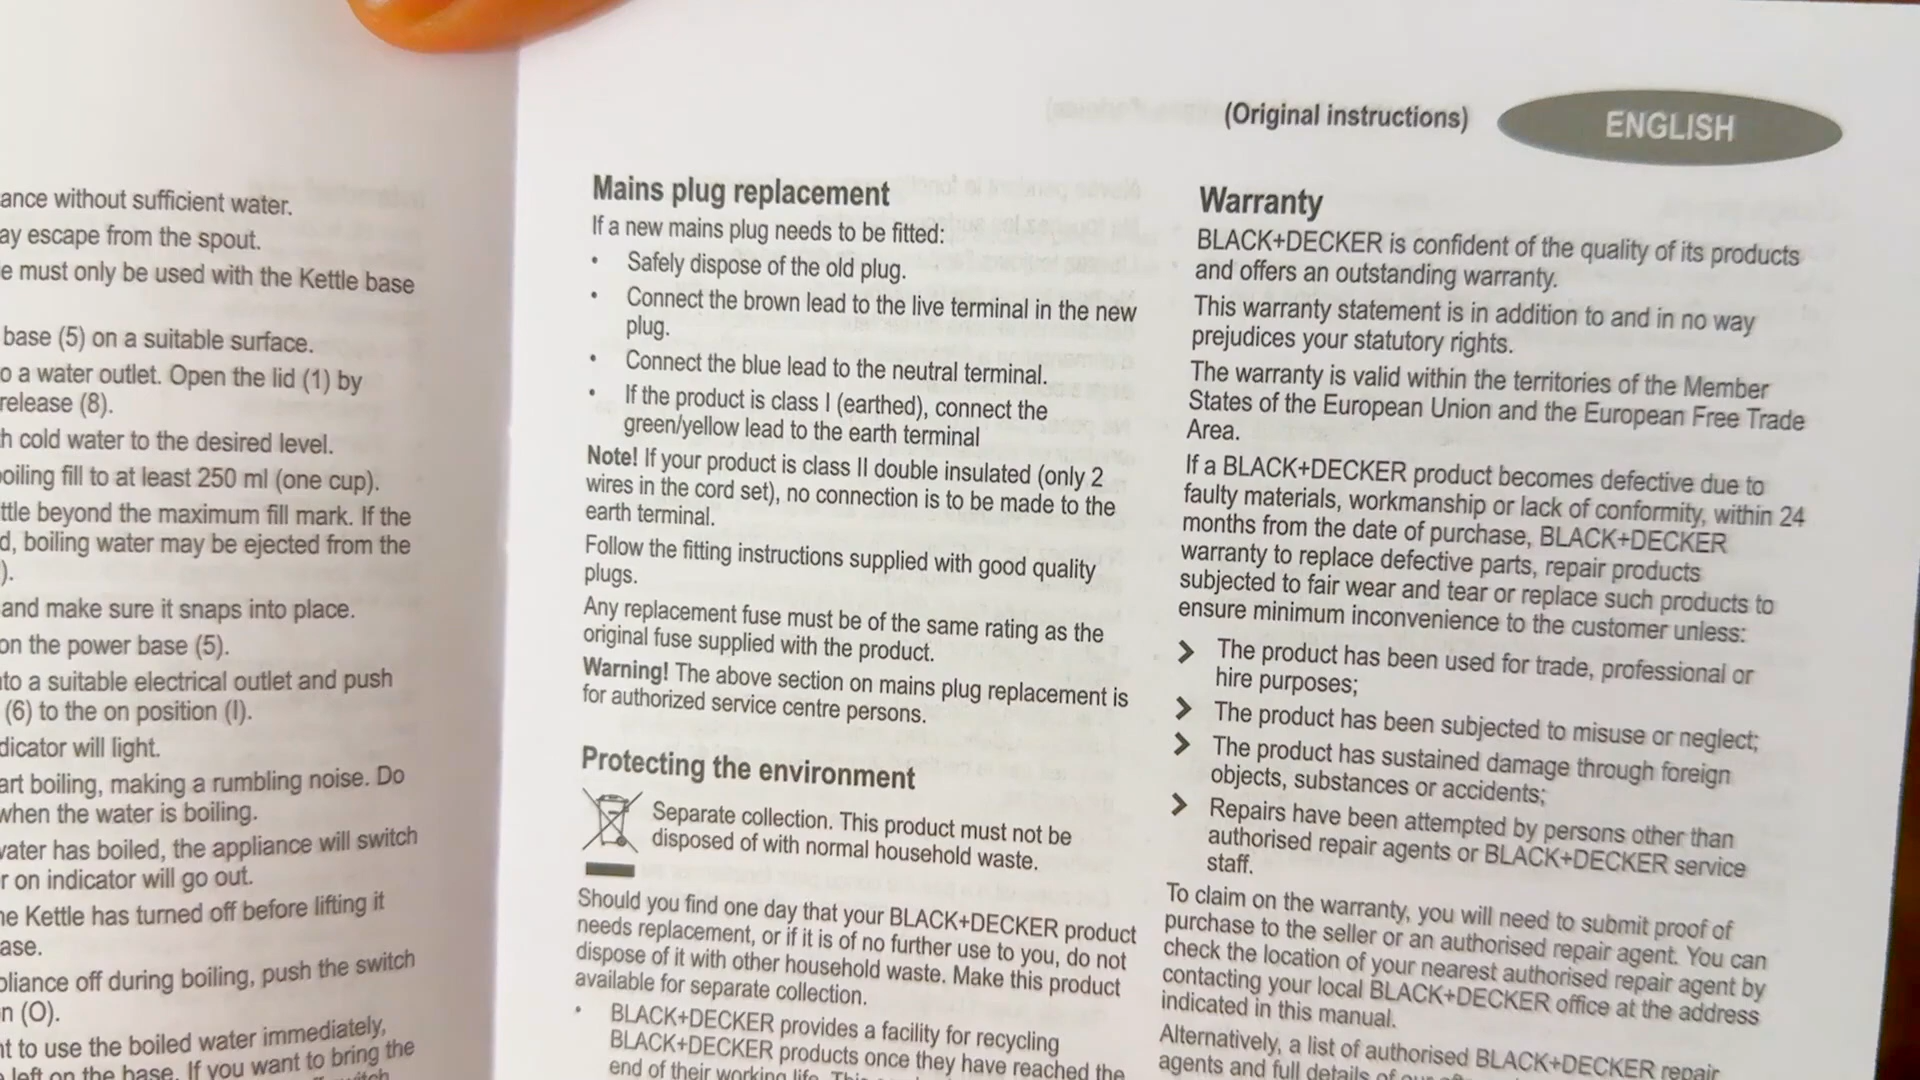 ance without sufficient water.
ay escape from the spout.
e must only be used with the Kettle base
base (5) on a suitable surface.
o a water outlet. Open the lid (1) by
release (8).
h cold water to the desired level.
boiling fill to at least 250 ml (one cup).
ttle beyond the maximum fill mark. If the
d, boiling water may be ejected from the
).
and make sure it snaps into place.
on the power base (5).
nto a suitable electrical outlet and push
(6) to the on position (I).
dicator will light.
art boiling, making a rumbling noise. Do
when the water is boiling.
vater has boiled, the appliance will switch
r on indicator will go out.
he Kettle has turned off before lifting it
ase.
pliance off during boiling, push the switch
n (O).
nt to use the boiled water immediately,
left on the base. If you want to bring the
switch
(Original instructions)
ENGLISH
Mains plug replacement
If a new mains plug needs to be fitted:
• Safely dispose of the old plug.
• Connect the brown lead to the live terminal in the new
plug.
• Connect the blue lead to the neutral terminal.
• If the product is class I (earthed), connect the
green/yellow lead to the earth terminal
Note! If your product is class II double insulated (only 2
wires in the cord set), no connection is to be made to the
earth terminal.
Follow the fitting instructions supplied with good quality
plugs.
Any replacement fuse must be of the same rating as the
original fuse supplied with the product.
Warning! The above section on mains plug replacement is
for authorized service centre persons.
Protecting the environment
Separate collection. This product must not be
disposed of with normal household waste.
Should you find one day that your BLACK+DECKER product
needs replacement, or if it is of no further use to you, do not
dispose of it with other household waste. Make this product
available for separate collection.
• BLACK+DECKER provides a facility for recycling
BLACK+DECKER products once they have reached the
end of their working life. This
Warranty
BLACK+DECKER is confident of the quality of its products
and offers an outstanding warranty.
This warranty statement is in addition to and in no way
prejudices your statutory rights.
The warranty is valid within the territories of the Member
States of the European Union and the European Free Trade
Area.
If a BLACK+DECKER product becomes defective due to
faulty materials, workmanship or lack of conformity, within 24
months from the date of purchase, BLACK+DECKER
warranty to replace defective parts, repair products
subjected to fair wear and tear or replace such products to
ensure minimum inconvenience to the customer unless:
> The product has been used for trade, professional or
hire purposes;
> The product has been subjected to misuse or neglect;
> The product has sustained damage through foreign
objects, substances or accidents;
> Repairs have been attempted by persons other than
authorised repair agents or BLACK+DECKER service
staff.
To claim on the warranty, you will need to submit proof of
purchase to the seller or an authorised repair agent. You can
check the location of your nearest authorised repair agent by
contacting your local BLACK+DECKER office at the address
indicated in this manual.
Alternatively, a list of authorised BLACK+DECKER repair
agents and full details of our